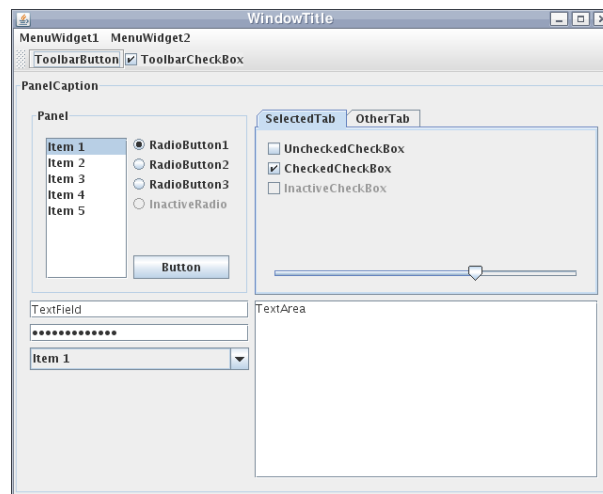 WindowTitle
MenuWidget1 MenuWidget2
ToolbarButton ToolbarCheckBox
PanelCaption
Panel
Item 1
Item 2
Item 3
Item 4
Item 5
RadioButton1
RadioButton2
RadioButton3
InactiveRadio
Button
SelectedTab OtherTab
UncheckedCheckBox
CheckedCheckBox
InactiveCheckBox
TextField
•••••••••••••
Item 1
TextArea